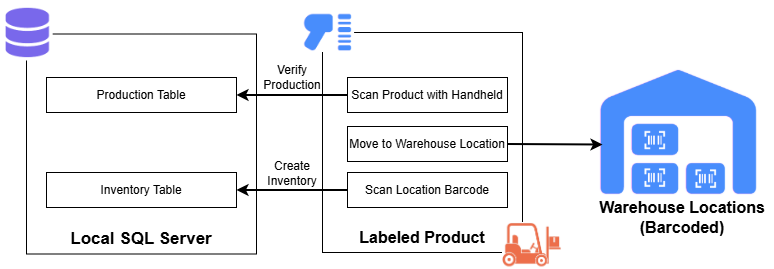 Verify
Production
Production Table
Scan Product with Handheld
Move to Warehouse Location
Create
Inventory
Inventory Table
Scan Location Barcode
Local SQL Server
Labeled Product
Warehouse Locations
(Barcoded)